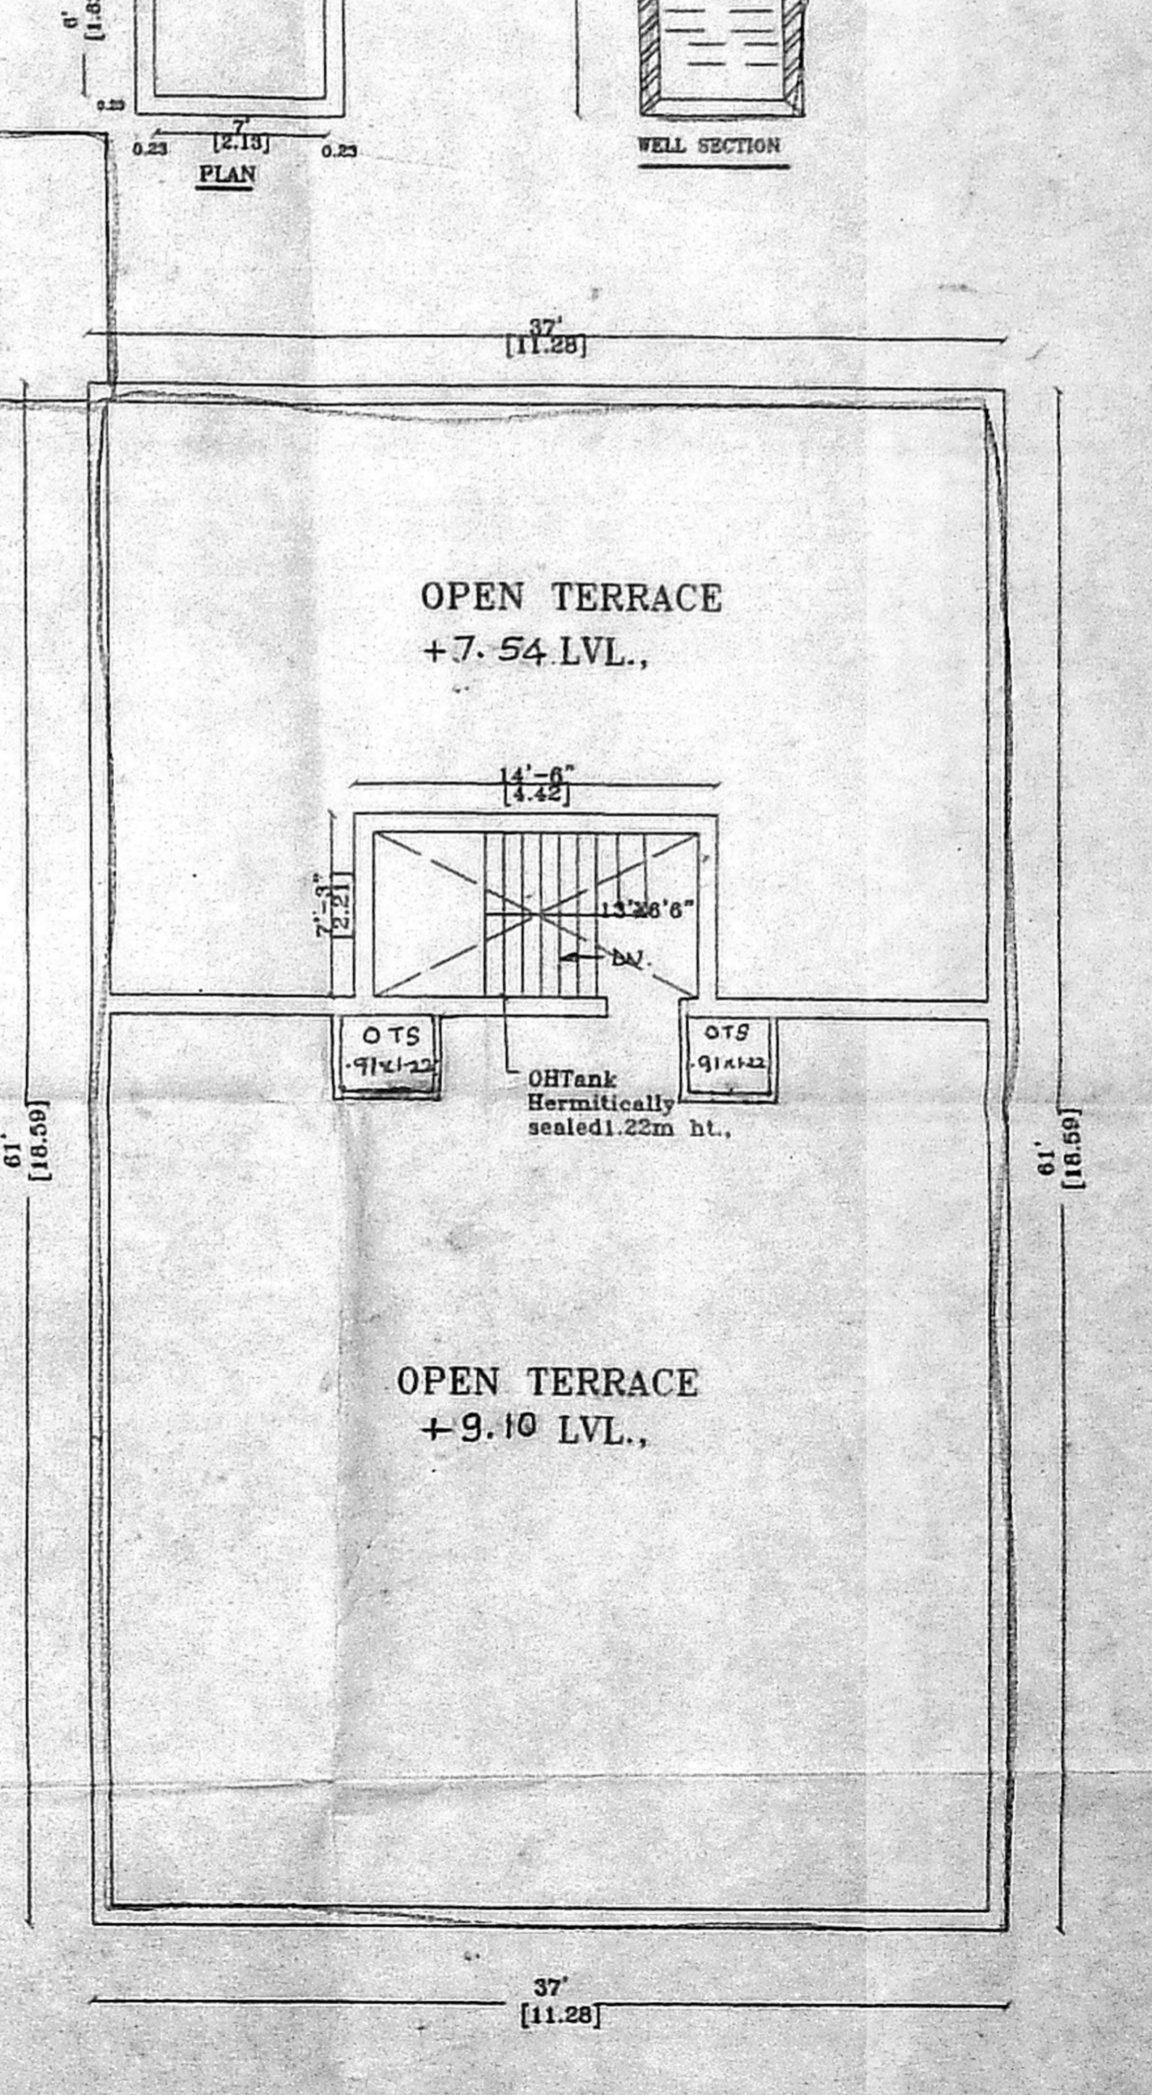 6'
0.23
7'
[2.13]
0.23
0.23
PLAN
WELL SECTION
37'
[11.28]
OPEN TERRACE
+7.54 LVL.,
14'-6"
[4.42]
7'-3"
[2.21]
13'X6'6"
DN.
OTS
.91x1.22
OTS
.91x1.22
OHTank
Hermitically
sealed1.22m ht.,
61'
[18.59]
61'
[18.59]
OPEN TERRACE
+9.10 LVL.,
37'
[11.28]